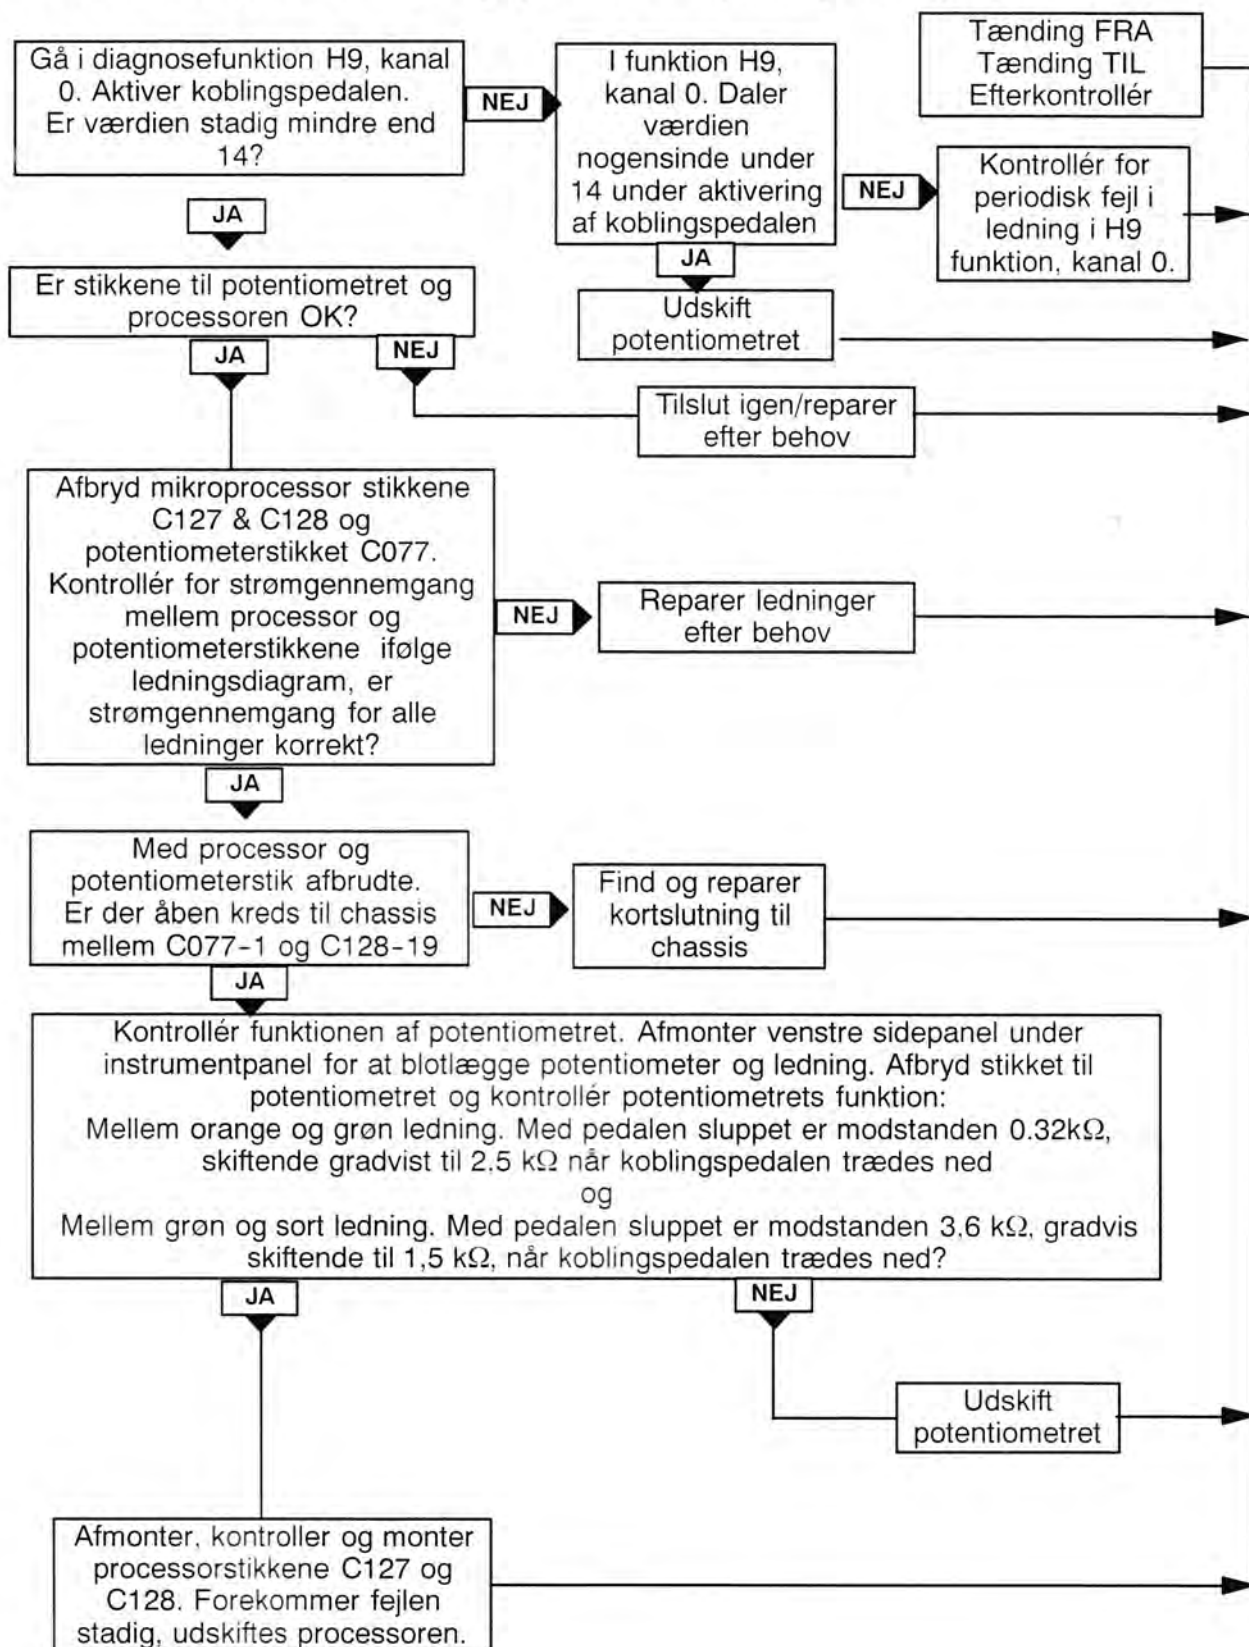 Gå i diagnosefunktion H9, kanal
0. Aktiver koblingspedalen.
Er værdien stadig mindre end
14?
NEJ
I funktion H9,
kanal 0. Daler
værdien
nogensinde under
14 under aktivering
af koblingspedalen
Tænding FRA
Tænding TIL
Efterkontrollér
NEJ
Kontrollér for
periodisk fejl i
ledning i H9
funktion, kanal 0.
JA
JA
Er stikkene til potentiometret og
processoren OK?
Udskift
potentiometret
JA
NEJ
Tilslut igen/reparer
efter behov
Afbryd mikroprocessor stikkene
C127 & C128 og
potentiometerstikket C077.
Kontrollér for strømgennemgang
mellem processor og
potentiometerstikkene ifølge
ledningsdiagram, er
strømgennemgang for alle
ledninger korrekt?
NEJ
Reparer ledninger
efter behov
JA
Med processor og
potentiometerstik afbrudte.
Er der åben kreds til chassis
mellem C077-1 og C128-19
NEJ
Find og reparer
kortslutning til
chassis
JA
Kontrollér funktionen af potentiometret. Afmonter venstre sidepanel under
instrumentpanel for at blotlægge potentiometer og ledning. Afbryd stikket til
potentiometret og kontrollér potentiometrets funktion:
Mellem orange og grøn ledning. Med pedalen sluppet er modstanden 0.32kΩ,
skiftende gradvist til 2,5 kΩ når koblingspedalen trædes ned
og
Mellem grøn og sort ledning. Med pedalen sluppet er modstanden 3,6 kΩ, gradvis
skiftende til 1,5 kΩ, når koblingspedalen trædes ned?
JA
NEJ
Udskift
potentiometret
Afmonter, kontroller og monter
processorstikkene C127 og
C128. Forekommer fejlen
stadig, udskiftes processoren.